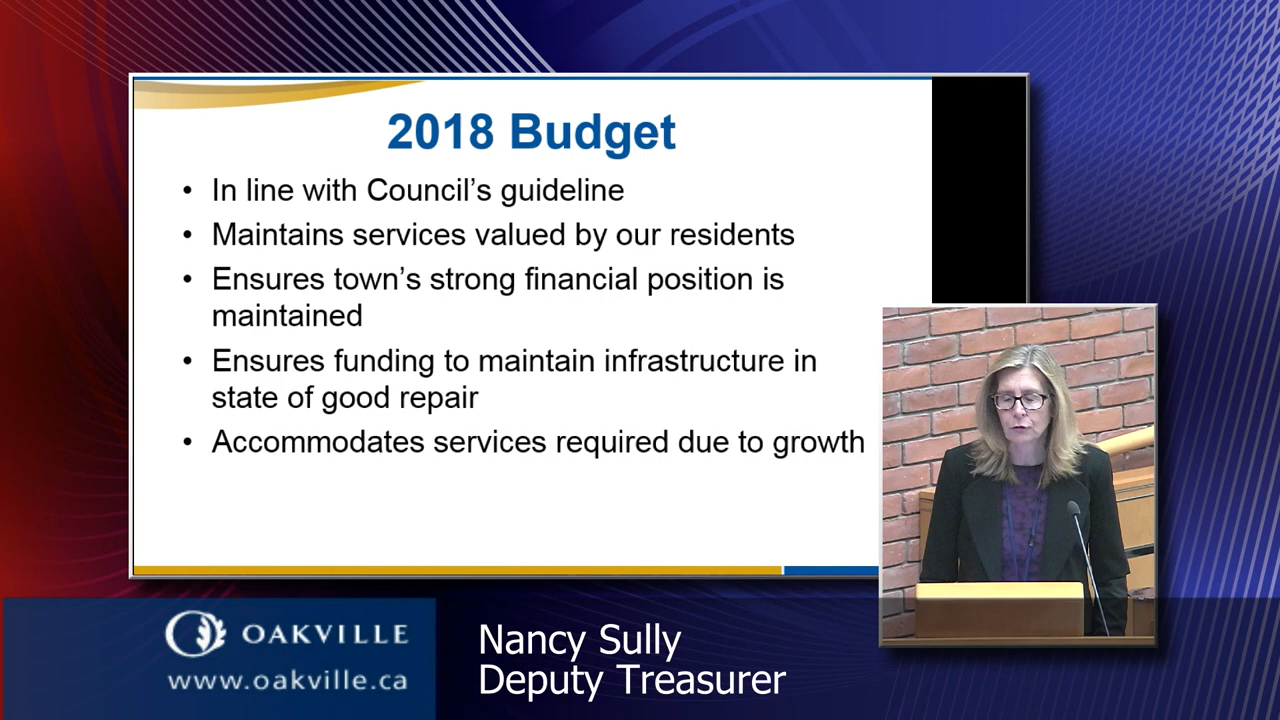 2018 Budget
• In line with Council's guideline
• Maintains services valued by our residents
• Ensures town's strong financial position is
maintained
• Ensures funding to maintain infrastructure in
state of good repair
• Accommodates services required due to growth
OAKVILLE
www.oakville.ca
Nancy Sully
Deputy Treasurer